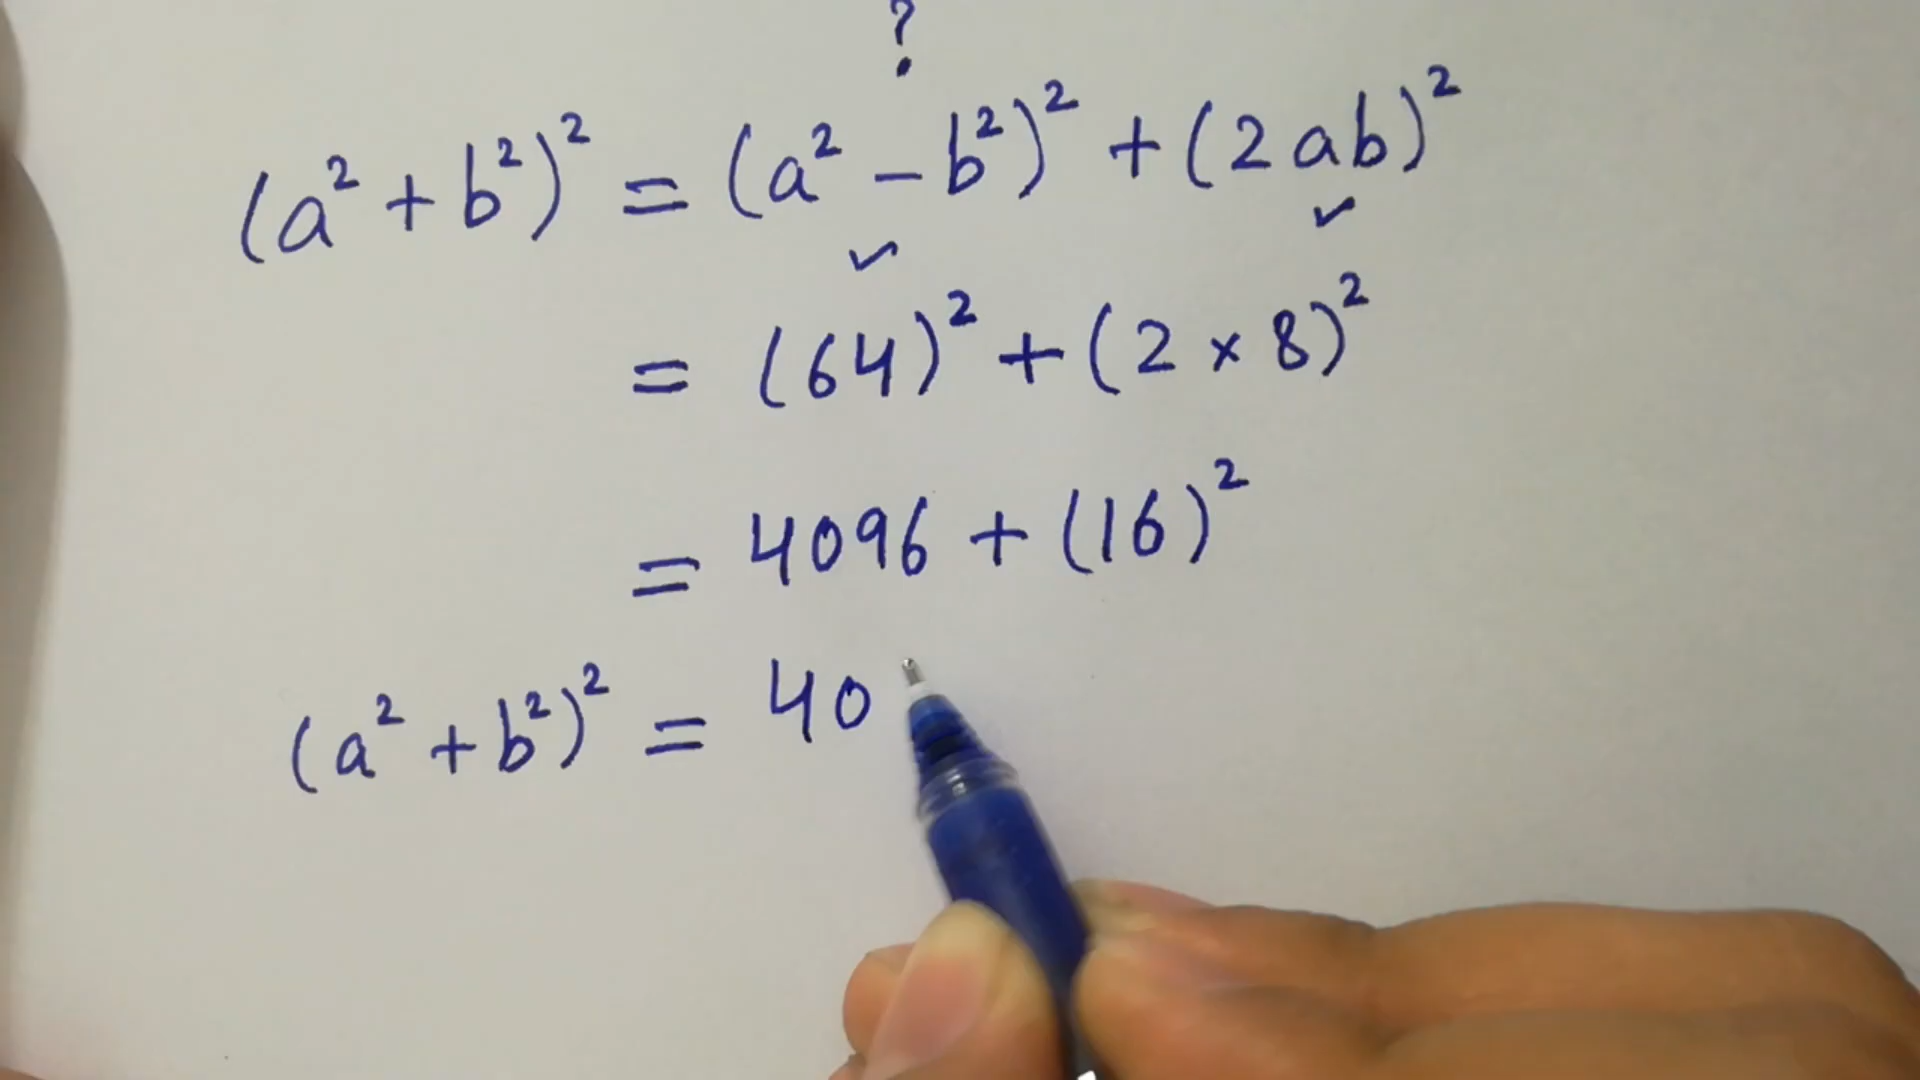 ?
(a² + b²)² = (a² - b²)² + (2ab)²
= (64)² + (2 × 8)²
= 4096 + (16)²
(a² + b²)² = 40